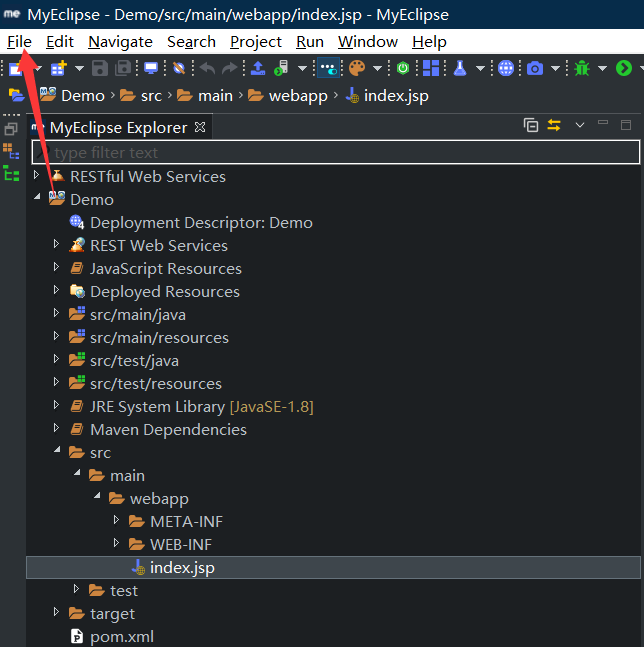 me MyEclipse - Demo/src/main/webapp/index.jsp - MyEclipse
File Edit Navigate Search Project Run Window Help
Demo src main webapp index.jsp
me MyEclipse Explorer
type filter text
RESTful Web Services
Demo
Deployment Descriptor: Demo
REST Web Services
JavaScript Resources
Deployed Resources
src/main/java
src/main/resources
src/test/java
src/test/resources
JRE System Library [JavaSE-1.8]
Maven Dependencies
src
main
webapp
META-INF
WEB-INF
index.jsp
test
target
pom.xml